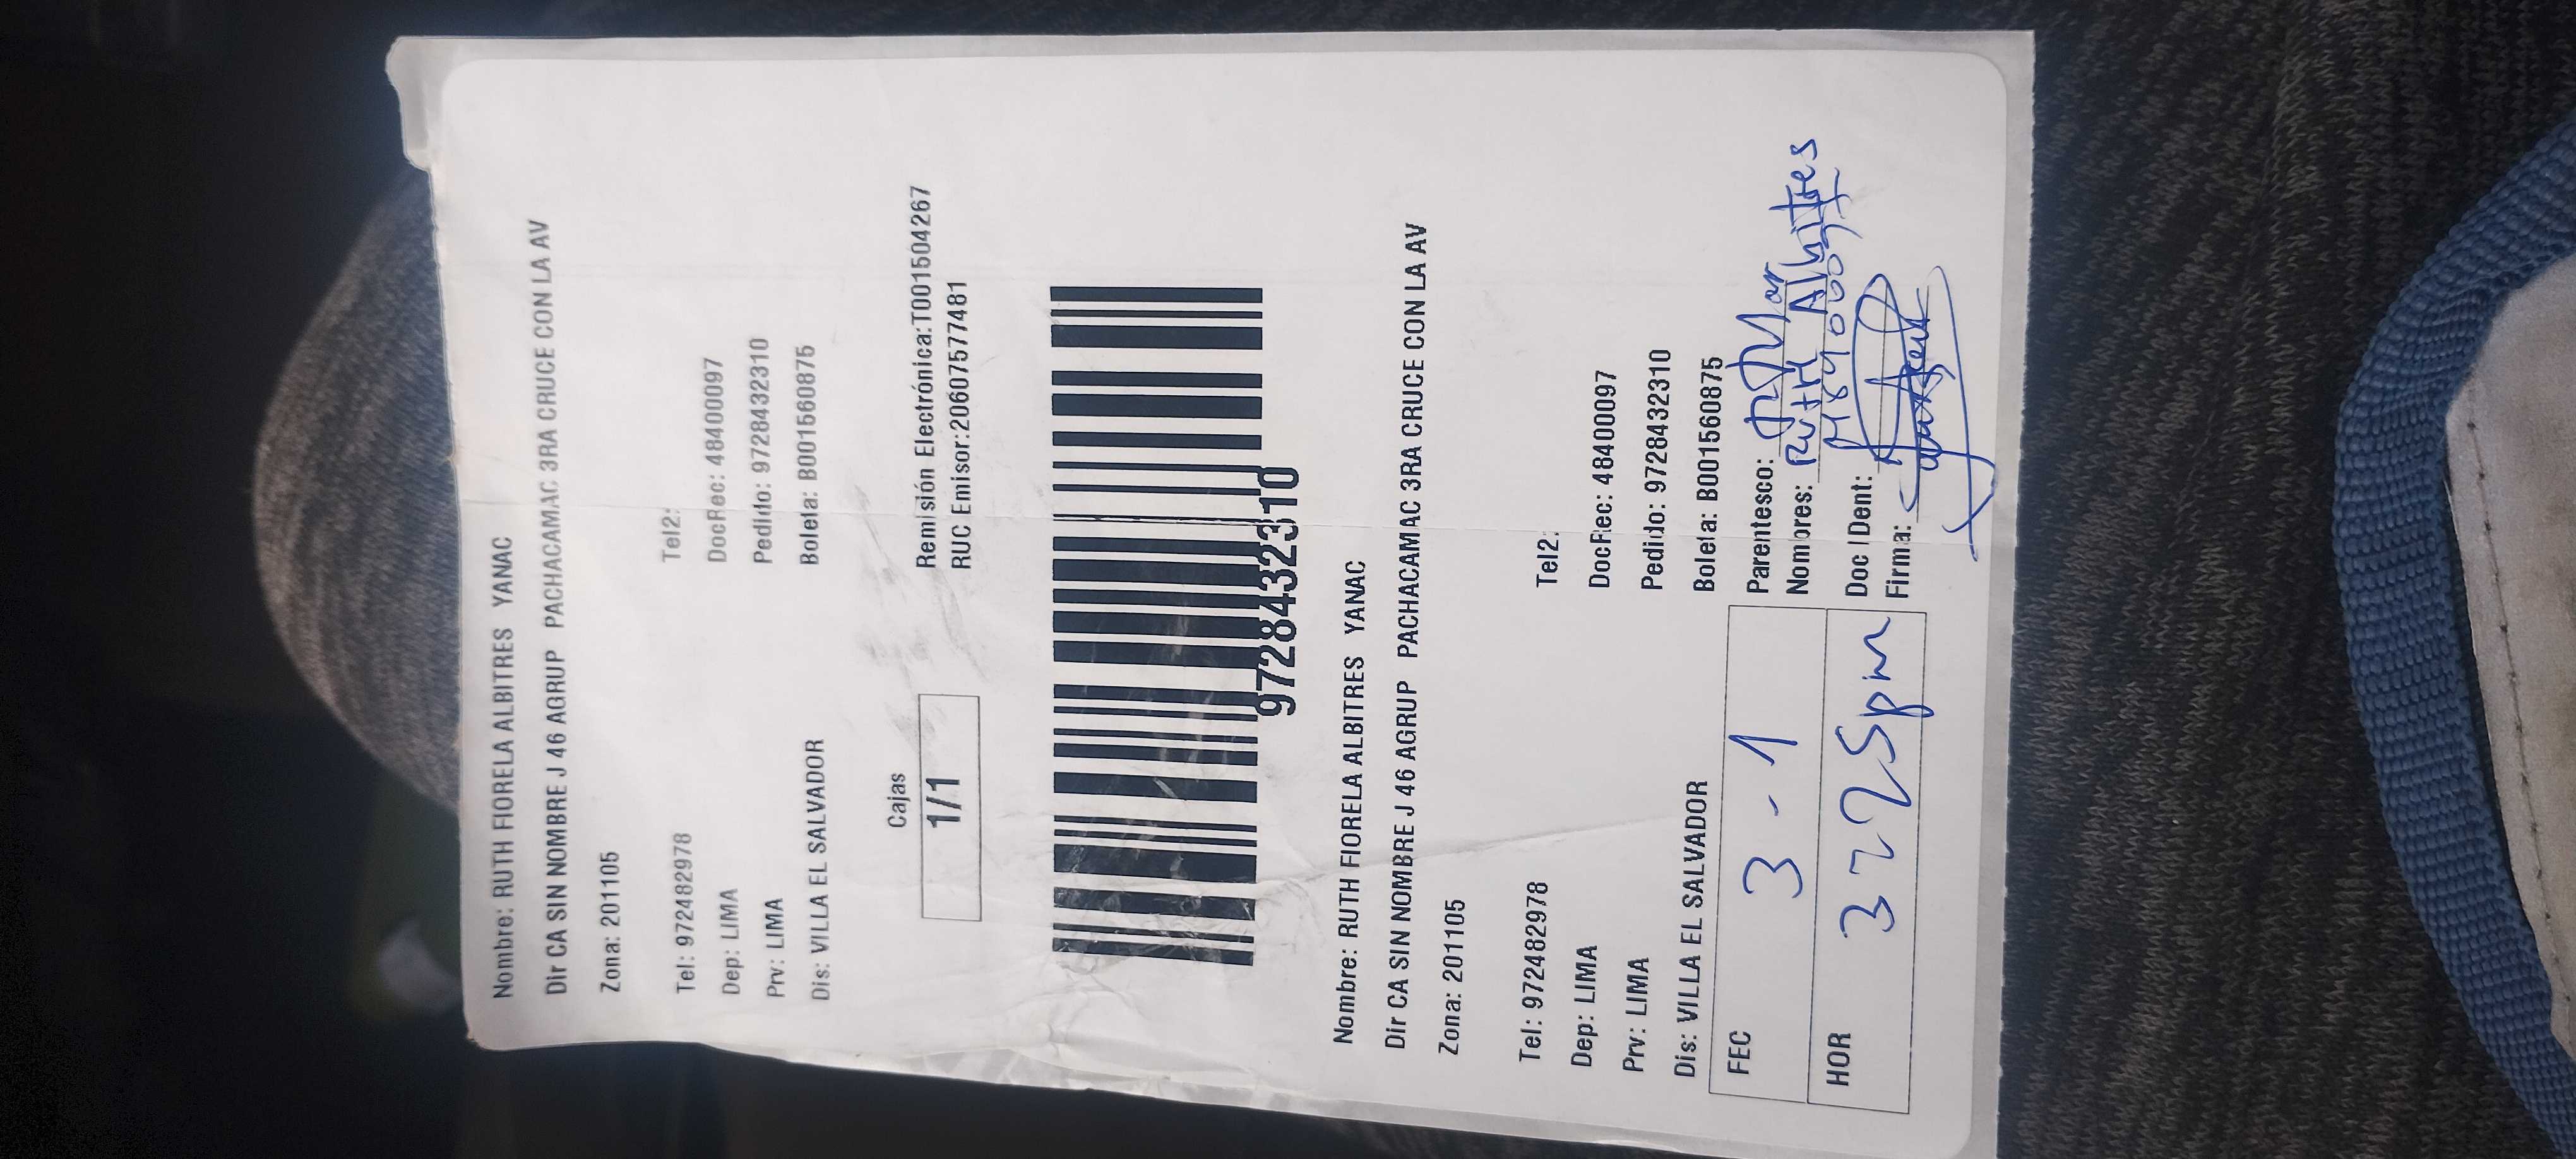 Nombre: RUTH FIORELA ALBITRES YANAC
Dir CA SIN NOMBRE J 46 AGRUP PACHACAMAC 3RA CRUCE CON LA AV
Zona: 201105
Tel: 972482978 Tel2:
Dep: LIMA DocRec: 48400097
Prv: LIMA Pedido: 9728432310
Dis: VILLA EL SALVADOR Boleta: B001560875
Cajas
1/1
Remisión Electrónica:T001504267
RUC Emisor:20607577481
9728432310
Nombre: RUTH FIORELA ALBITRES YANAC
Dir CA SIN NOMBRE J 46 AGRUP PACHACAMAC 3RA CRUCE CON LA AV
Zona: 201105
Tel: 972482978 Tel2:
Dep: LIMA DocRec: 48400097
Prv: LIMA Pedido: 9728432310
Dis: VILLA EL SALVADOR Boleta: B001560875
FEC 3-1 Parentesco:
Nombres: Ruth Albitres
HOR 3 22 Spm Doc IDent:
Firma: